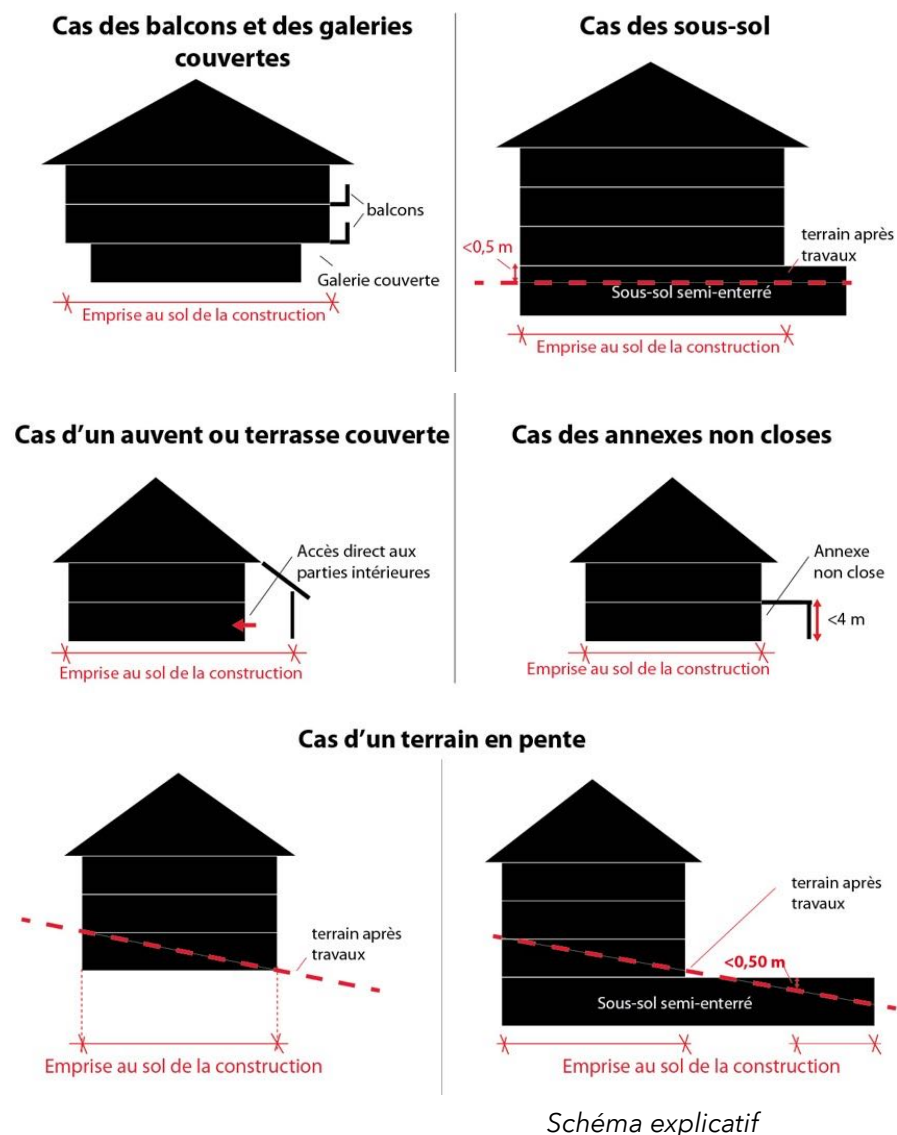 Cas des balcons et des galeries
couvertes
balcons
Galerie couverte
Emprise au sol de la construction
Cas des sous-sol
<0,5 m
terrain après
travaux
Sous-sol semi-enterré
Emprise au sol de la construction
Cas d'un auvent ou terrasse couverte
Accès direct aux
parties intérieures
Emprise au sol de la construction
Cas des annexes non closes
Annexe
non close
<4 m
Emprise au sol de la construction
Cas d'un terrain en pente
terrain après
travaux
Emprise au sol de la construction
terrain après
travaux
<0,50 m
Sous-sol semi-enterré
Emprise au sol de la construction
Schéma explicatif